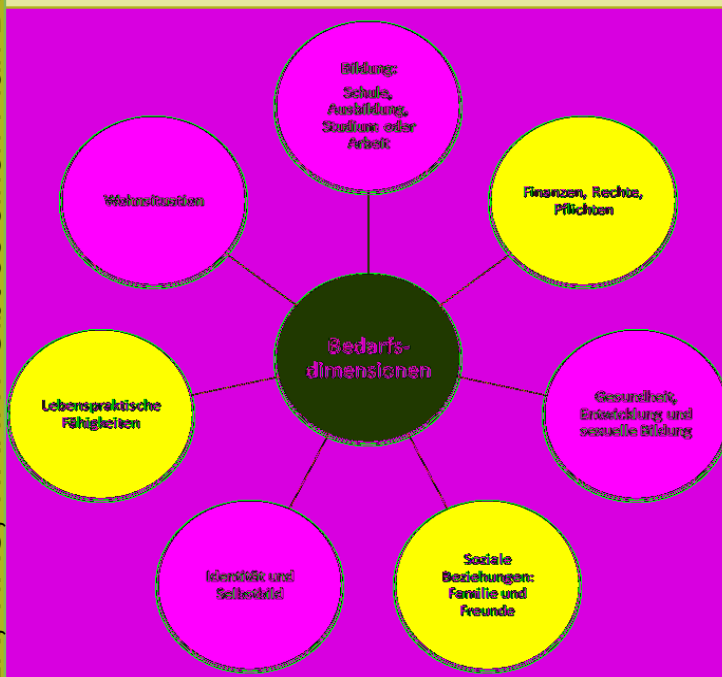 Bildung:
Schule,
Ausbildung,
Studium oder
Arbeit
Finanzen, Rechte,
Pflichten
Wohnsituation
Bedarfs-
dimensionen
Lebenspraktische
Fähigkeiten
Gesundheit,
Entwicklung und
sexuelle Bildung
Identität und
Selbstbild
Soziale
Beziehungen:
Familie und
Freunde